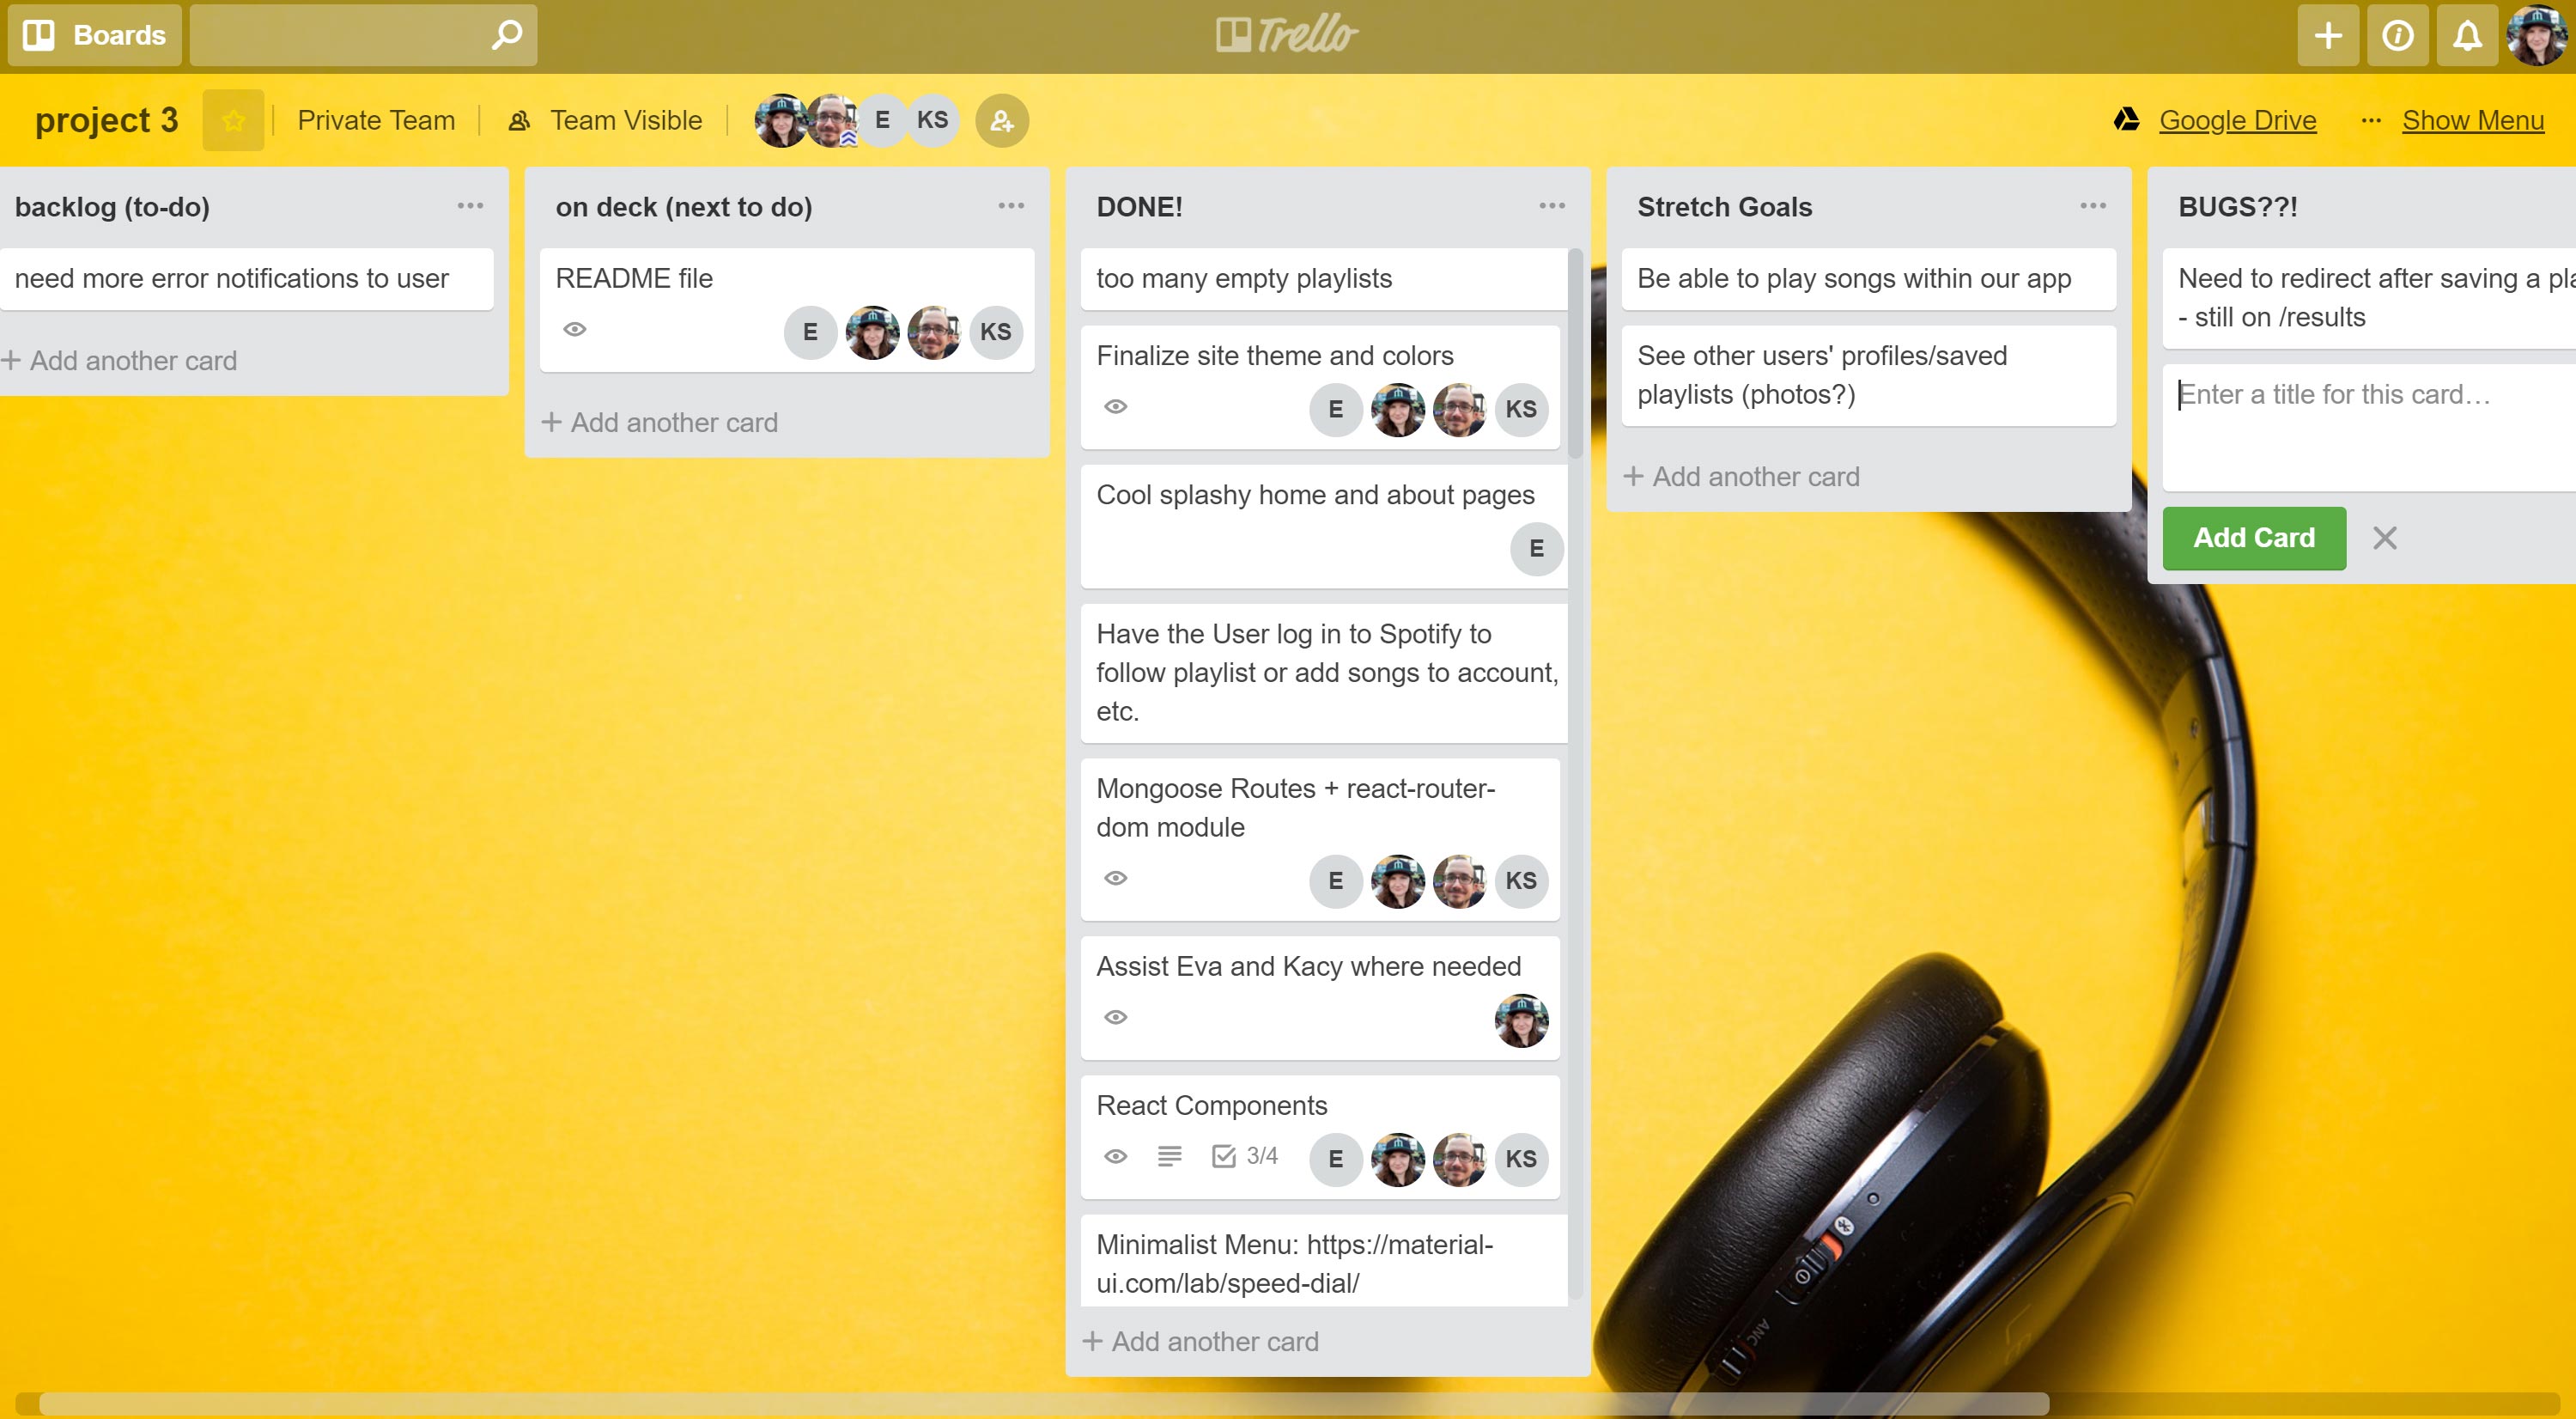 Boards
Trello
project 3
Private Team
Team Visible
E
KS
Google Drive
Show Menu
backlog (to-do)
need more error notifications to user
+ Add another card
on deck (next to do)
README file
E
KS
+ Add another card
DONE!
too many empty playlists
Finalize site theme and colors
E
KS
Cool splashy home and about pages
E
Have the User log in to Spotify to
follow playlist or add songs to account,
etc.
Mongoose Routes + react-router-
dom module
E
KS
Assist Eva and Kacy where needed
React Components
3/4
E
KS
Minimalist Menu: https://material-
ui.com/lab/speed-dial/
+ Add another card
Stretch Goals
Be able to play songs within our app
See other users' profiles/saved
playlists (photos?)
+ Add another card
BUGS??!
Need to redirect after saving a
- still on /results
Enter a title for this card…
Add Card
ANC